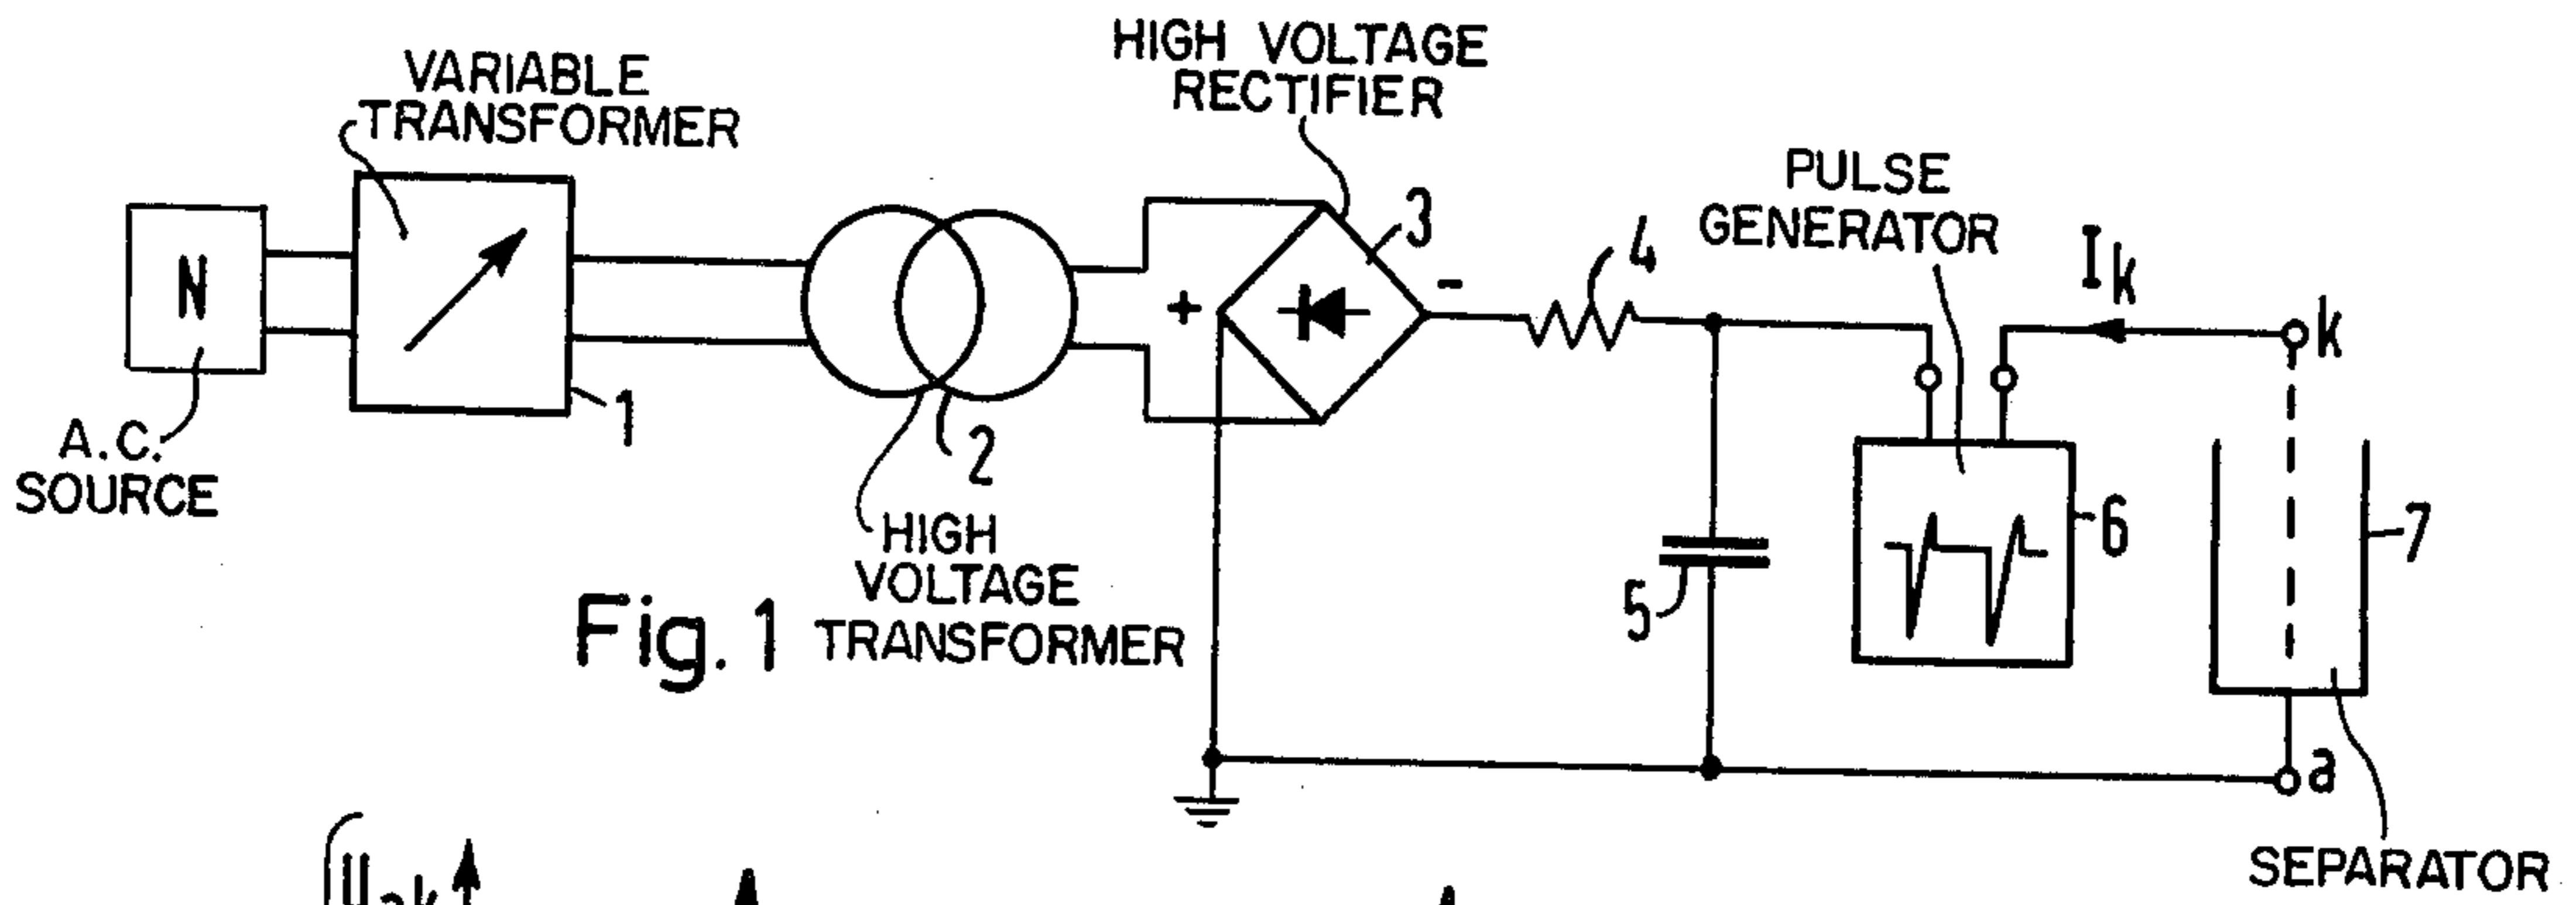 HIGH VOLTAGE
RECTIFIER
VARIABLE
TRANSFORMER
PULSE
GENERATOR
3
4
I k
N
+
-
k
1
A.C.
SOURCE
2
HIGH
VOLTAGE
TRANSFORMER
5
6
7
Fig. 1
a
SEPARATOR
U ak